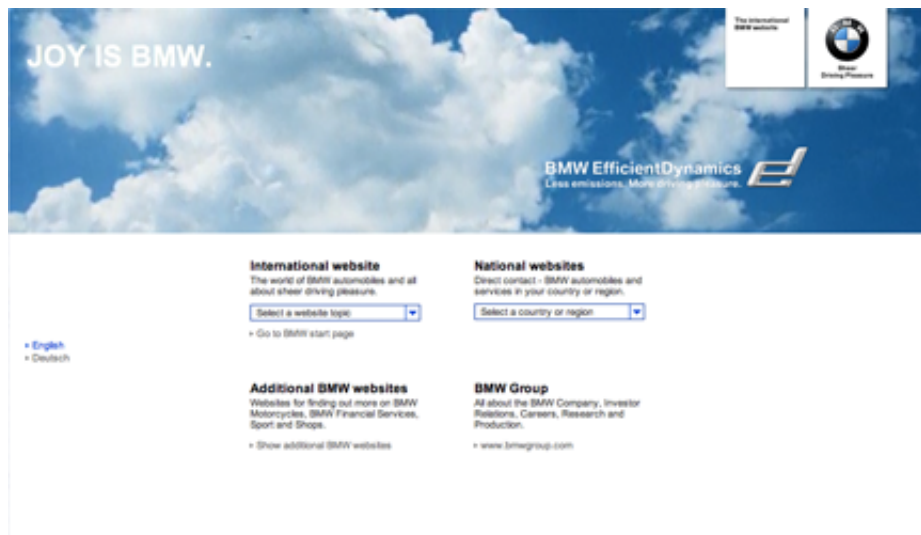 JOY IS BMW.
The international
BMW website
BMW
Sheer
Driving Pleasure
BMW EfficientDynamics
Less emissions. More driving pleasure.
International website
The world of BMW automobiles and all
about sheer driving pleasure.
Select a website topic
Go to BMW start page
National websites
Direct contact - BMW automobiles and
services in your country or region.
Select a country or region
English
Deutsch
Additional BMW websites
Websites for finding out more on BMW
Motorcycles, BMW Financial Services,
Sport and Shops.
Show additional BMW websites
BMW Group
All about the BMW Company, Investor
Relations, Careers, Research and
Production.
www.bmwgroup.com